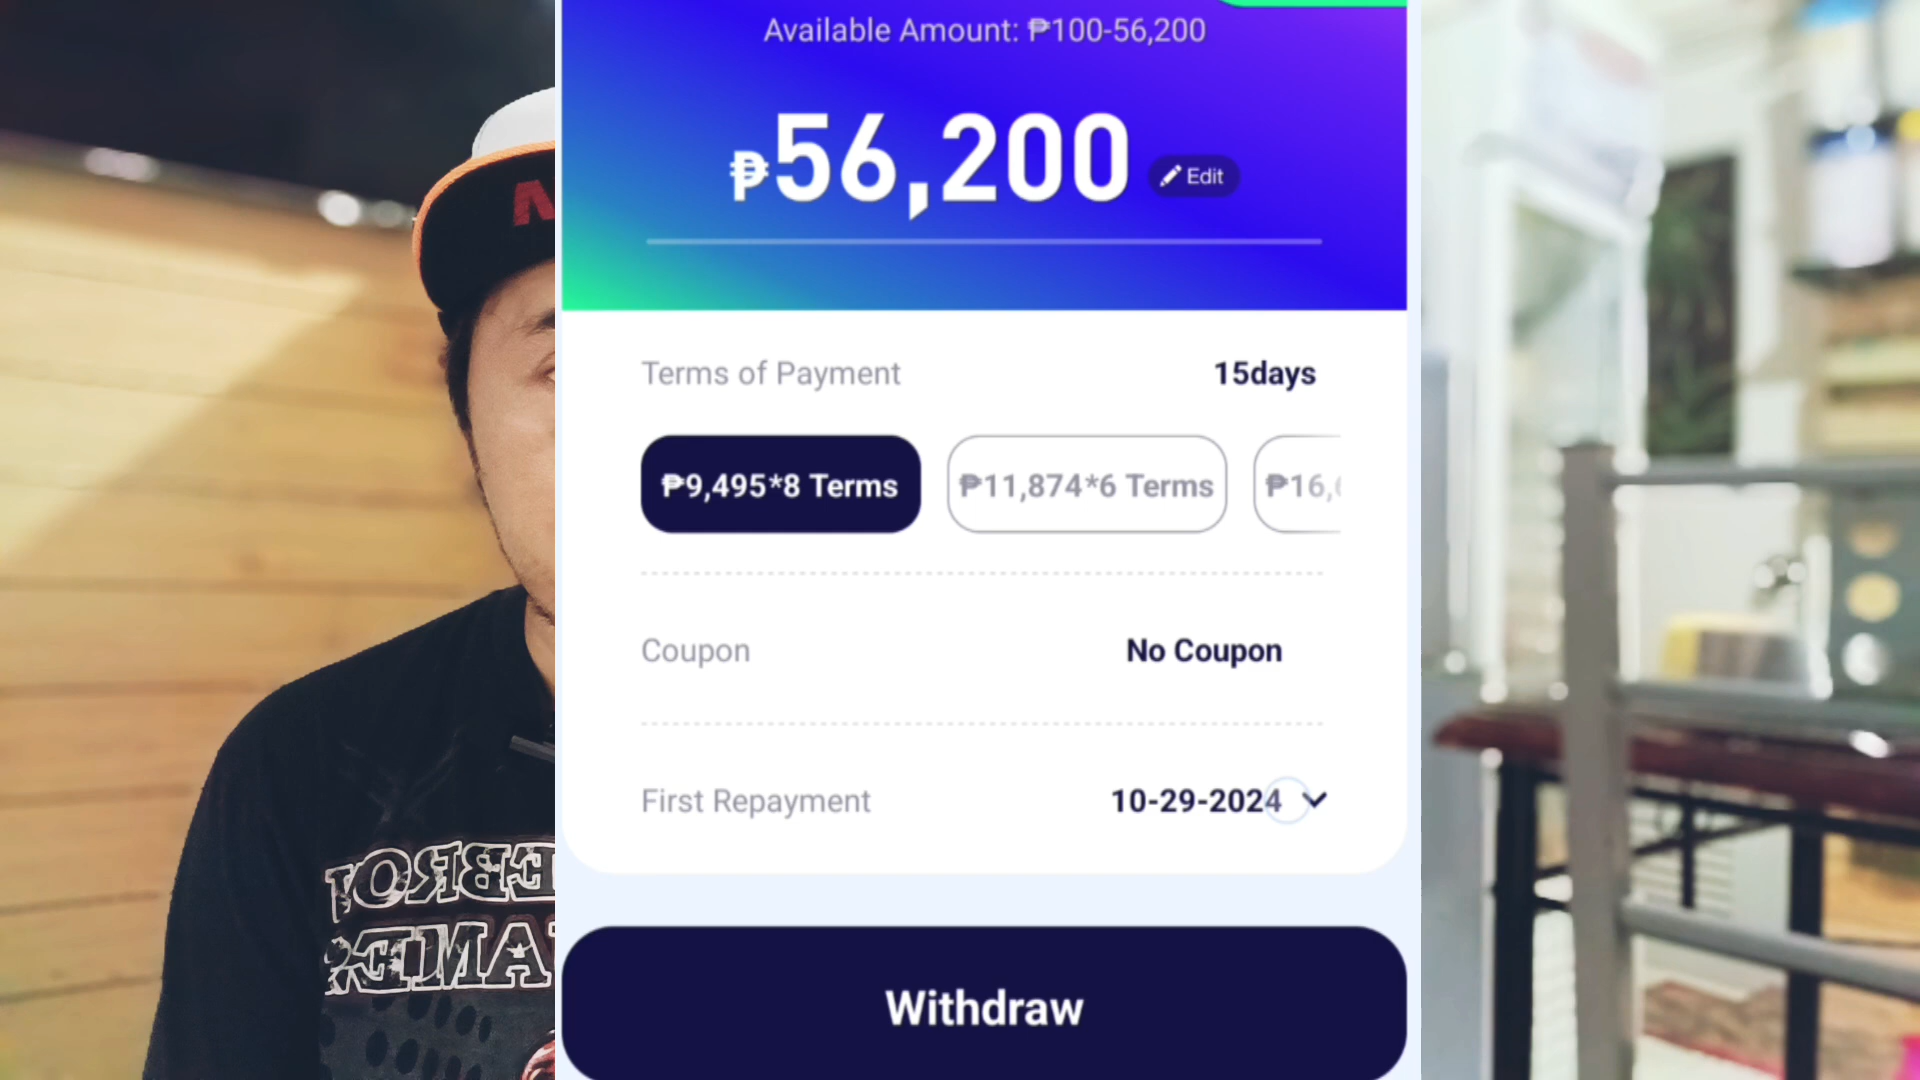 Available Amount: ₱100-56,200
₱56,200
Edit
Terms of Payment
15days
₱9,495*8 Terms
₱11,874*6 Terms
Coupon
No Coupon
First Repayment
10-29-2024
Withdraw